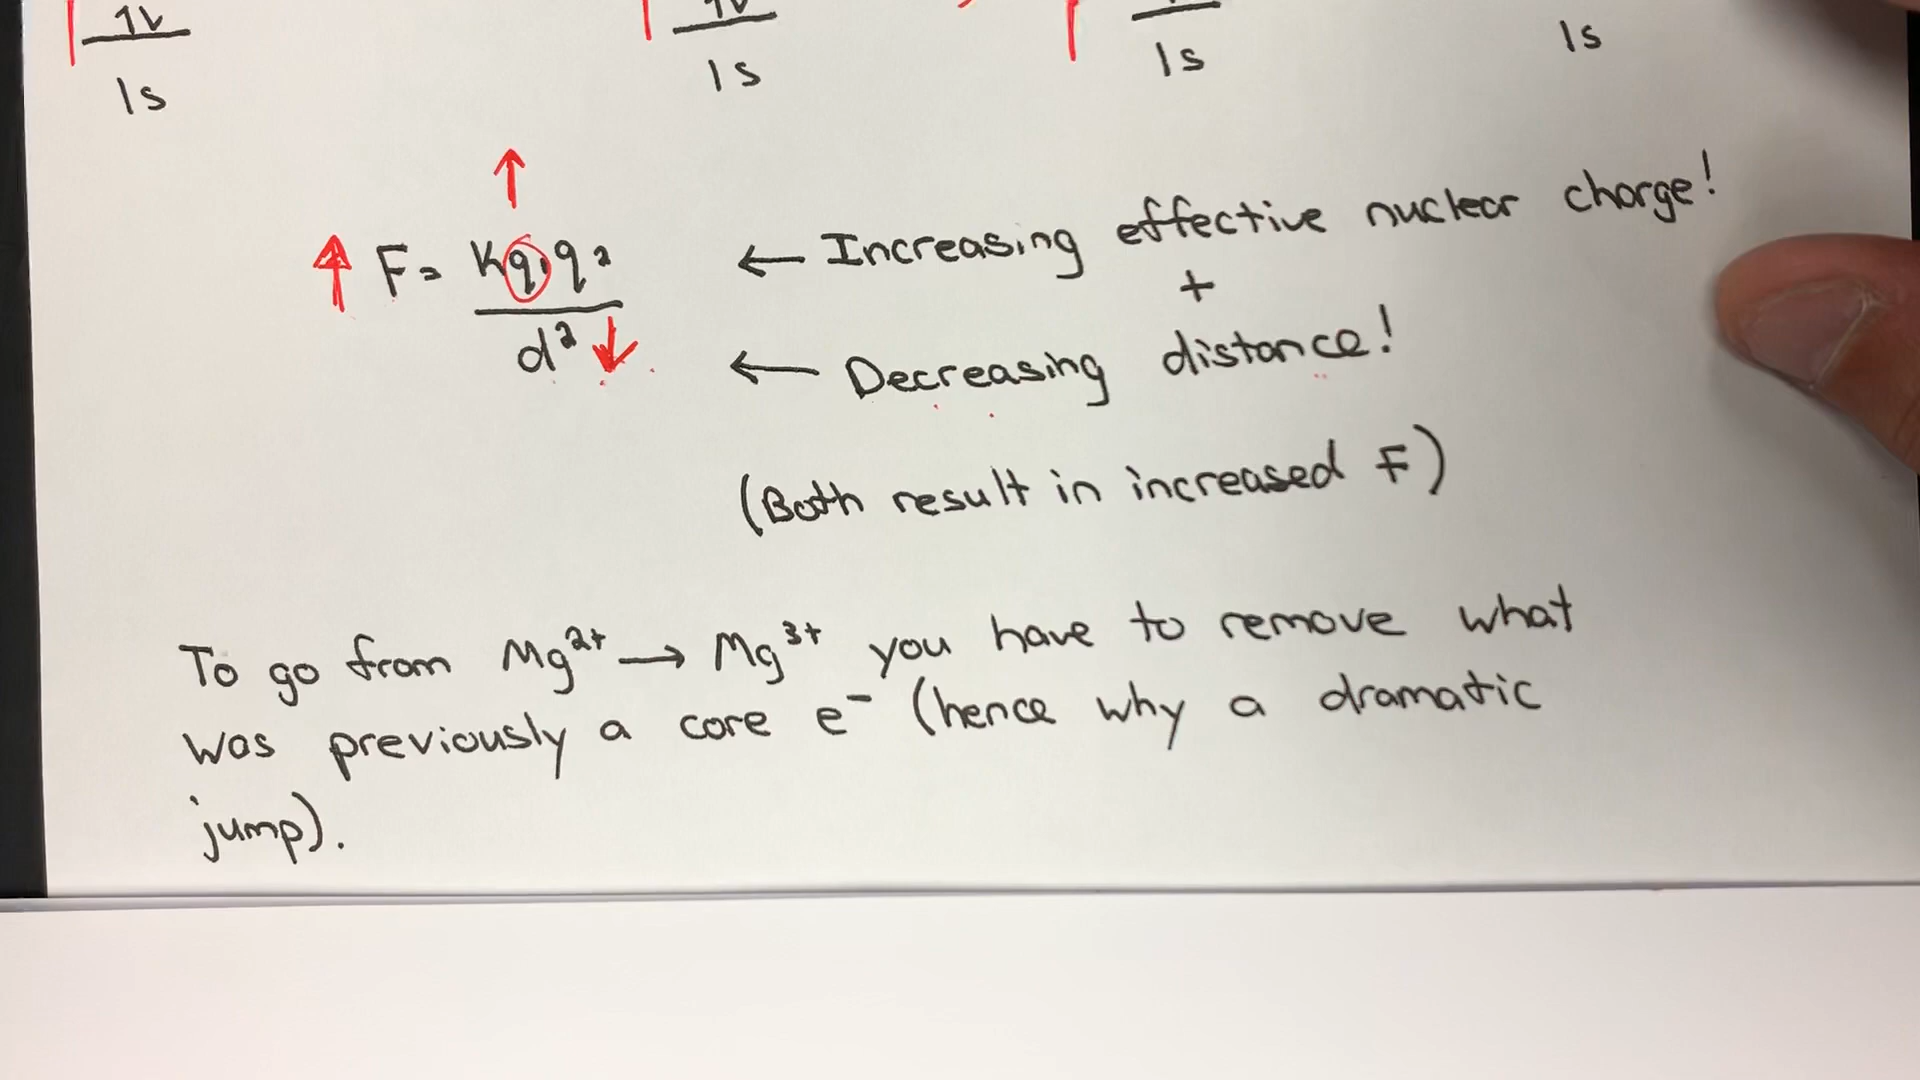 1s
1s
1s
1s
F = Kq1q2
d²
← Increasing effective nuclear charge!
+
← Decreasing distance!
(Both result in increased F)
To go from Mg²⁺ → Mg³⁺ you have to remove what
was previously a core e⁻ (hence why a dramatic
jump).